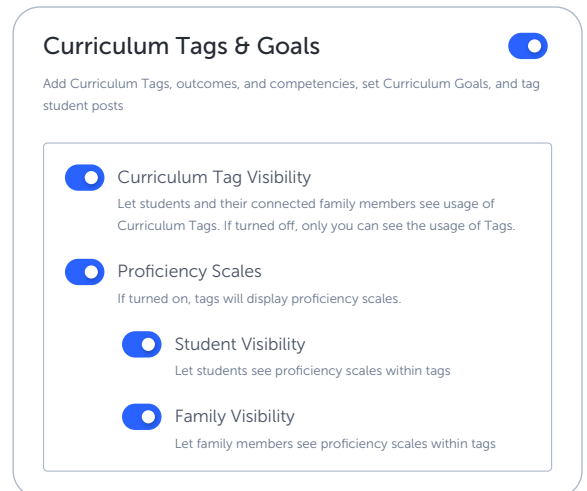 Curriculum Tags & Goals
Add Curriculum Tags, outcomes, and competencies, set Curriculum Goals, and tag
student posts
Curriculum Tag Visibility
Let students and their connected family members see usage of
Curriculum Tags. If turned off, only you can see the usage of Tags.
Proficiency Scales
If turned on, tags will display proficiency scales.
Student Visibility
Let students see proficiency scales within tags
Family Visibility
Let family members see proficiency scales within tags